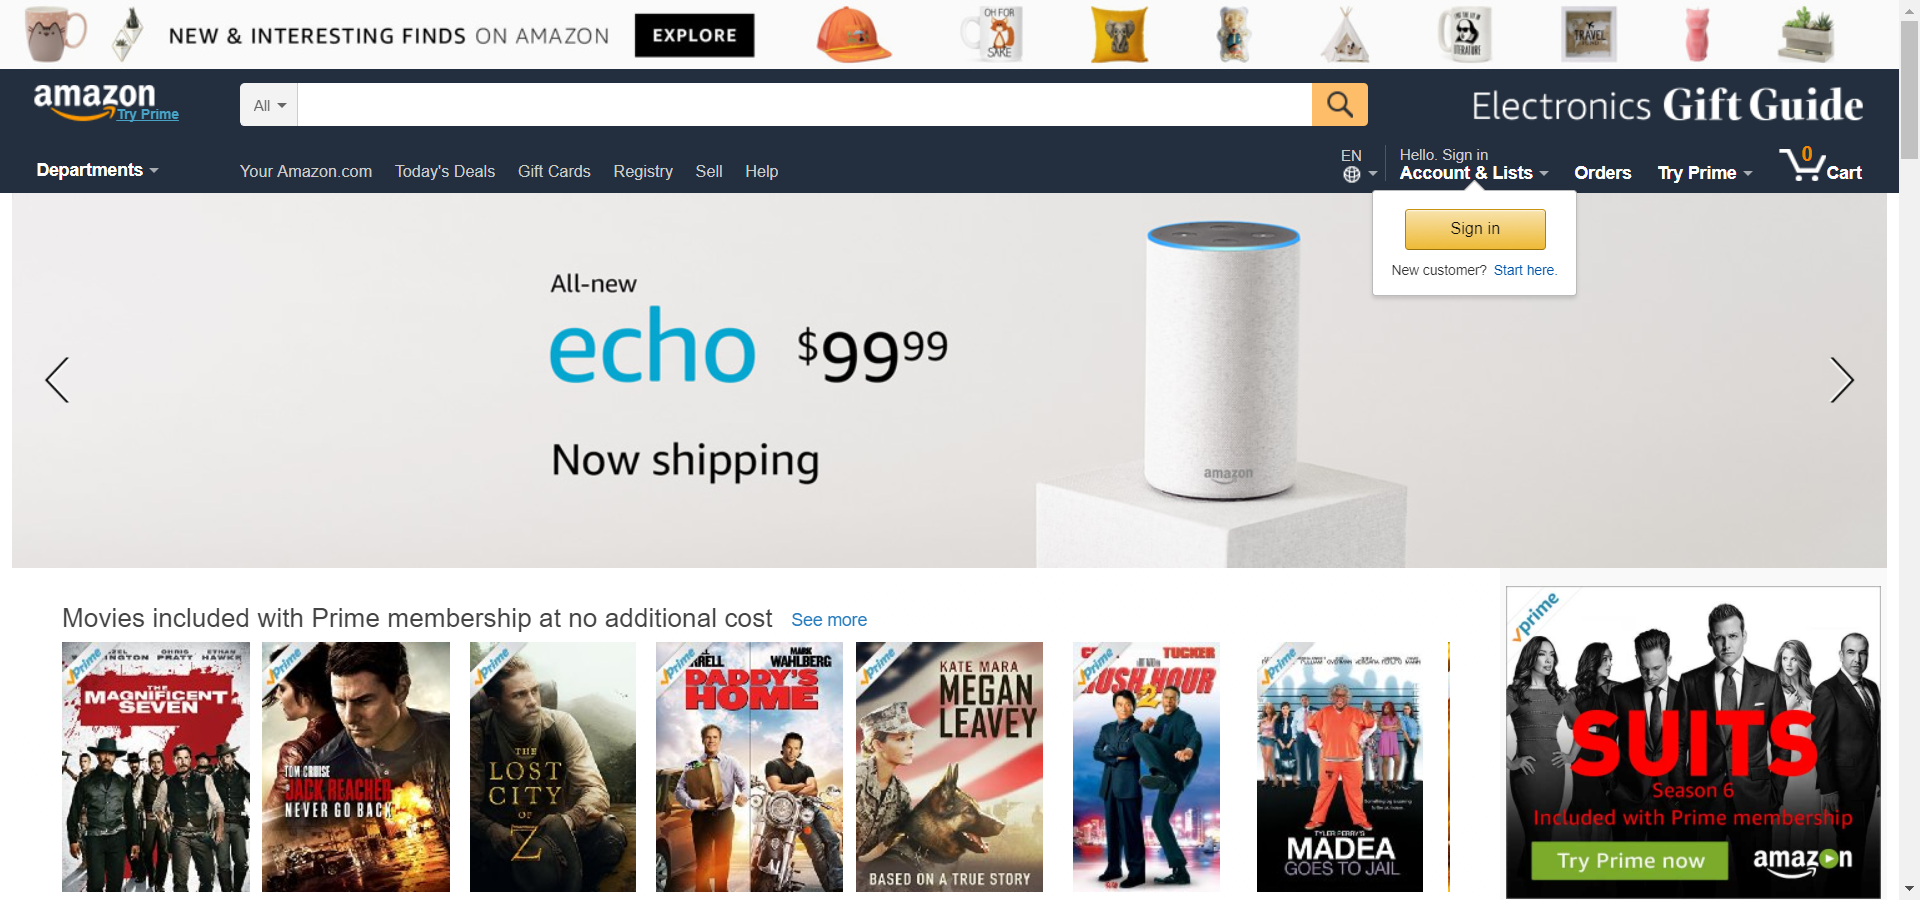 NEW & INTERESTING FINDS ON AMAZON
EXPLORE
OH FOR
SAKE
LITERATURE
TRAVEL
amazon
Try Prime
All
Electronics Gift Guide
Departments
Your Amazon.com
Today's Deals
Gift Cards
Registry
Sell
Help
EN
Hello. Sign in
Account & Lists
Orders
Try Prime
0
Cart
Sign in
New customer? Start here.
All-new
echo $99 99
Now shipping
amazon
Movies included with Prime membership at no additional cost
See more
Prime
CHRIS PRATT
ETHAN HAWKE
THE
MAGNIFICENT
SEVEN
Prime
TOM CRUISE
JACK REACHER
NEVER GO BACK
Prime
THE
LOST
CITY
OF
Z
Prime
MARK
WAHLBERG
DADDY'S
HOME
Prime
KATE MARA
MEGAN
LEAVEY
BASED ON A TRUE STORY
Prime
TUCKER
RUSH HOUR
2
Prime
TYLER PERRY'S
MADEA
GOES TO JAIL
prime
SUITS
Season 6
Included with Prime membership
Try Prime now
amazon